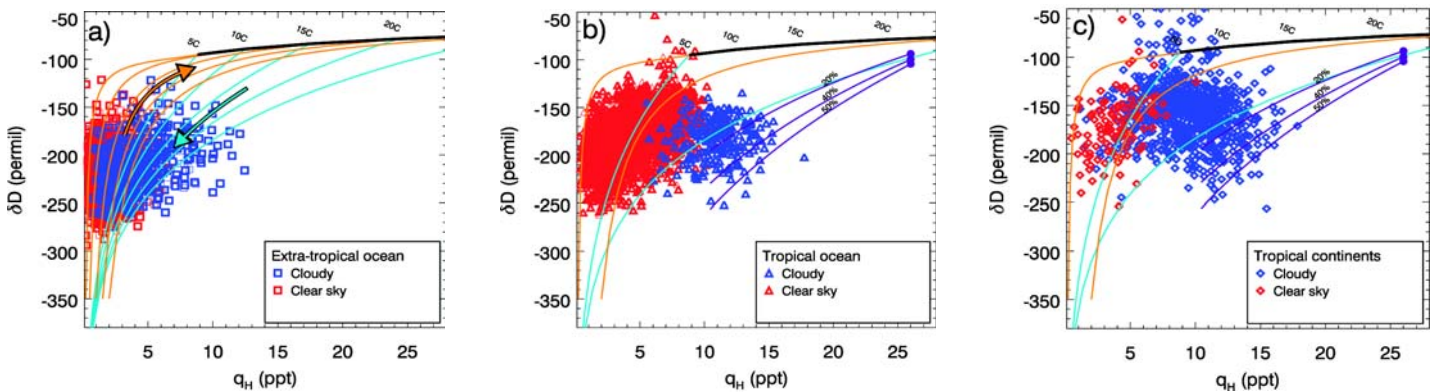 a)
5C
10C
15C
20C
-50
-100
-150
-200
-250
-300
-350
δD (permil)
Extra-tropical ocean
Cloudy
Clear sky
5
10
15
20
25
q_H (ppt)
b)
5C
10C
15C
20C
20%
40%
50%
-50
-100
-150
-200
-250
-300
-350
δD (permil)
Tropical ocean
Cloudy
Clear sky
5
10
15
20
25
q_H (ppt)
c)
10C
15C
20C
20%
40%
50%
-50
-100
-150
-200
-250
-300
-350
δD (permil)
Tropical continents
Cloudy
Clear sky
5
10
15
20
25
q_H (ppt)